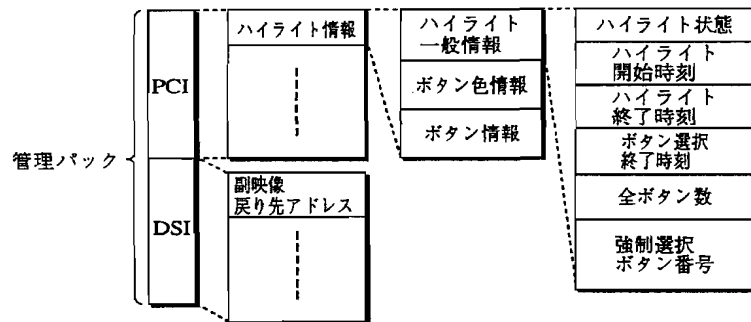 管理パック
PCI
DSI
ハイライト情報
副映像
戻り先アドレス
ハイライト
一般情報
ボタン色情報
ボタン情報
ハイライト状態
ハイライト
開始時刻
ハイライト
終了時刻
ボタン選択
終了時刻
全ボタン数
強制選択
ボタン番号